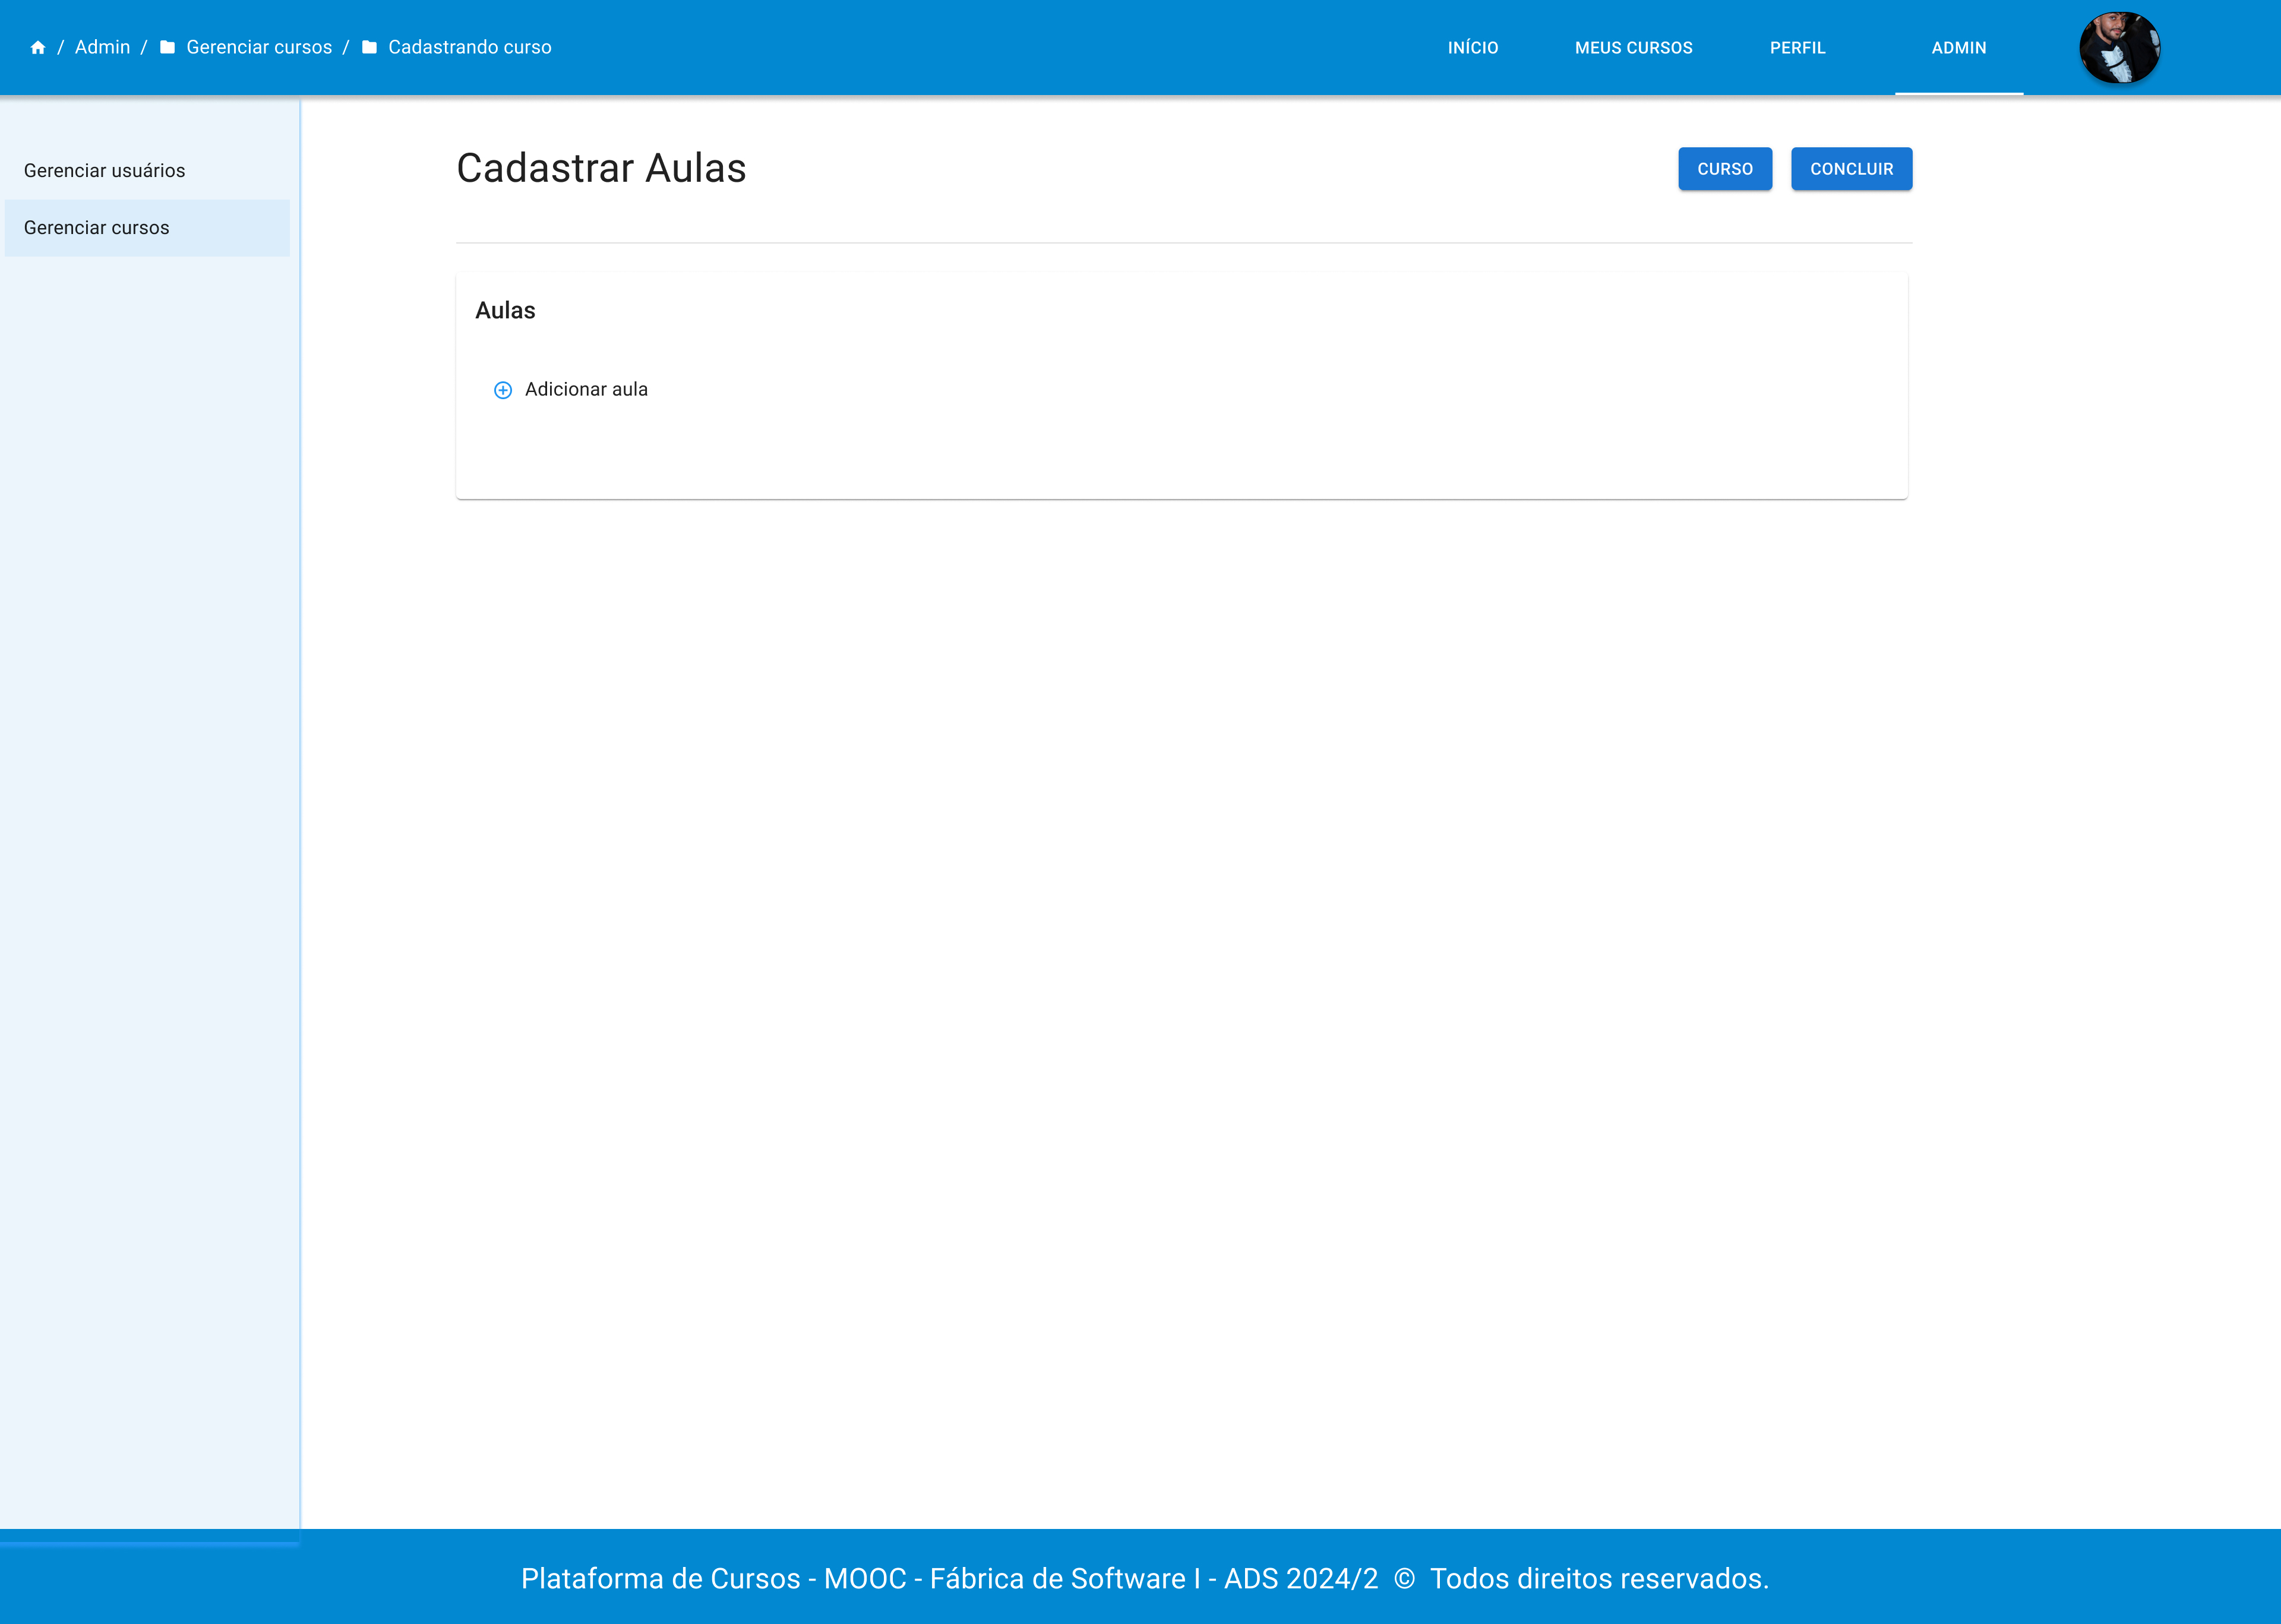 / Admin / Gerenciar cursos / Cadastrando curso
INÍCIO
MEUS CURSOS
PERFIL
ADMIN
Gerenciar usuários
Gerenciar cursos
Cadastrar Aulas
CURSO
CONCLUIR
Aulas
Adicionar aula
Plataforma de Cursos - MOOC - Fábrica de Software I - ADS 2024/2 © Todos direitos reservados.